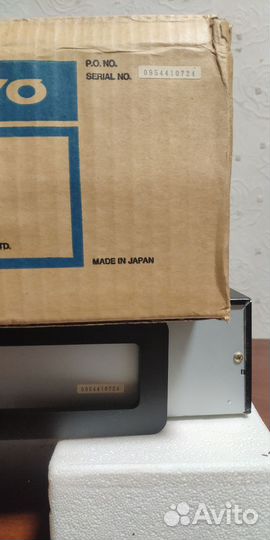 YO
P.O. NO.
SERIAL NO. 0954410724
TD.
MADE IN JAPAN
0954410724
Avito